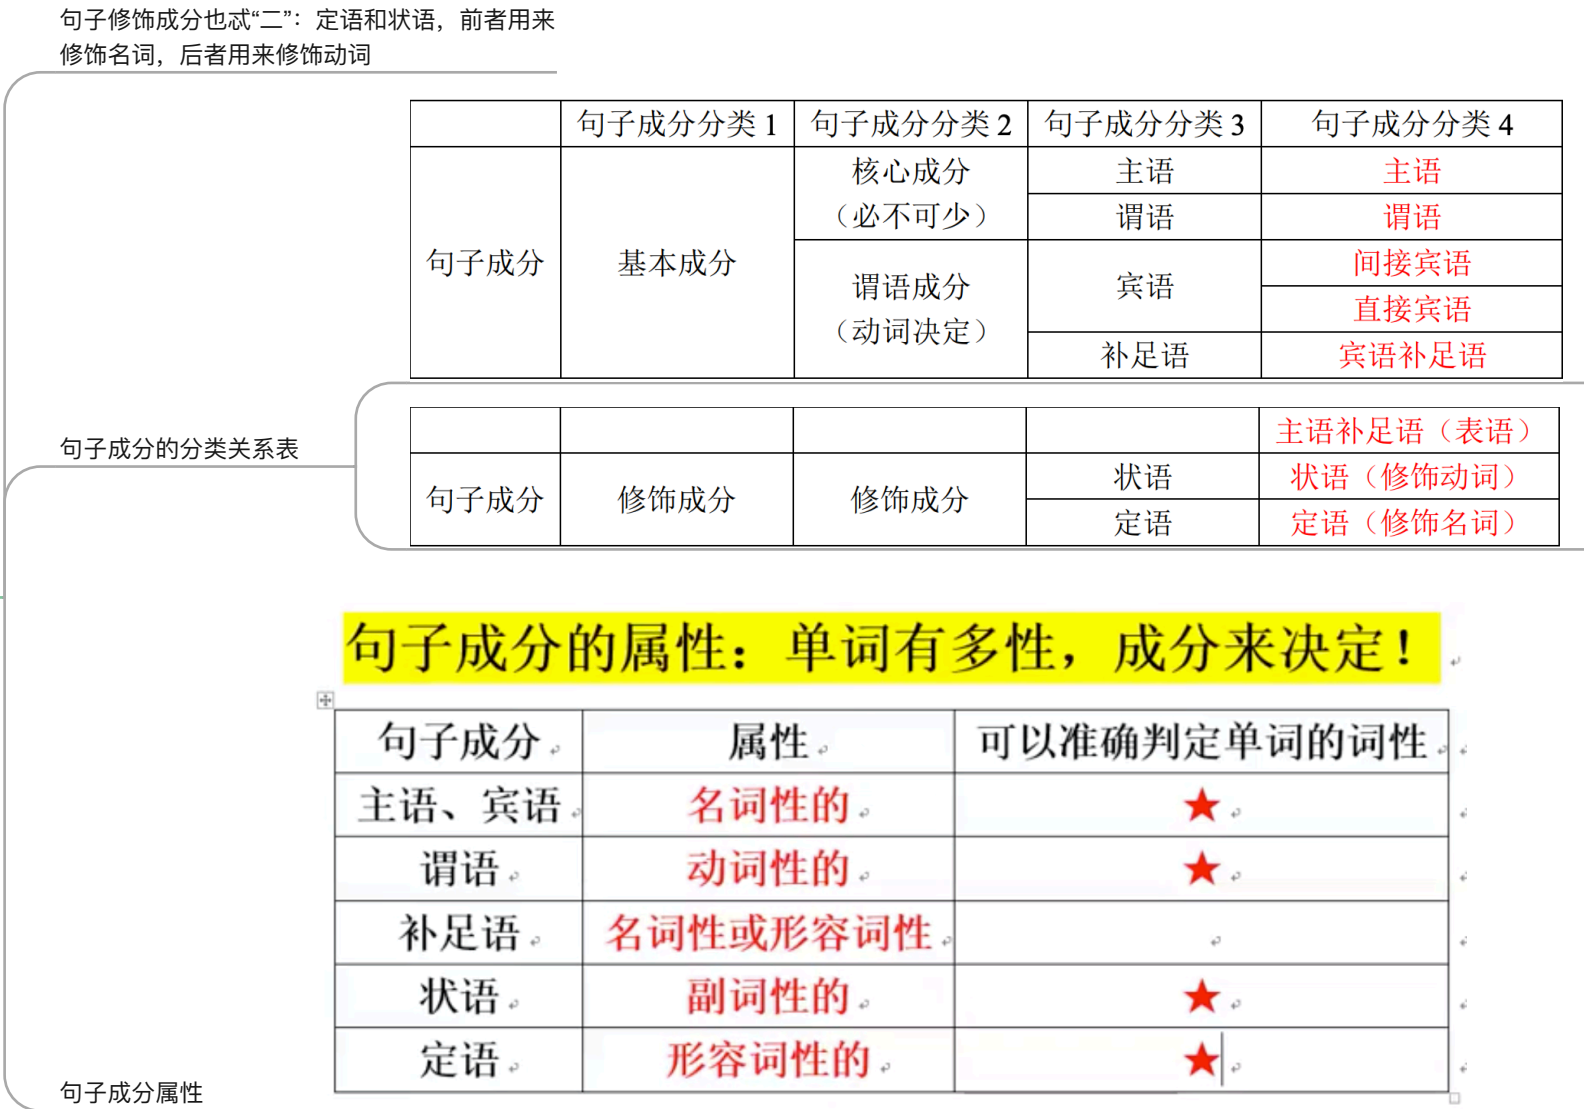 句子修饰成分也忒“二”：定语和状语，前者用来
修饰名词，后者用来修饰动词
句子成分分类 1 句子成分分类 2 句子成分分类 3 句子成分分类 4
句子成分 基本成分 核心成分
（必不可少） 主语 主语
谓语 谓语
谓语成分
（动词决定） 宾语 间接宾语
直接宾语
补足语 宾语补足语
句子成分的分类关系表
主语补足语（表语）
句子成分 修饰成分 修饰成分 状语 状语（修饰动词）
定语 定语（修饰名词）
句子成分的属性：单词有多性，成分来决定！
句子成分 属性 可以准确判定单词的词性
主语、宾语 名词性的 ★
谓语 动词性的 ★
补足语 名词性或形容词性
状语 副词性的 ★
定语 形容词性的 ★
句子成分属性